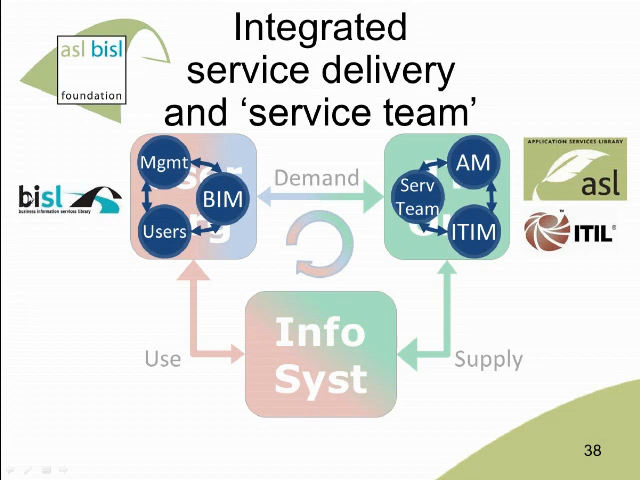 Integrated
service delivery
and ‘service team’
asl bisl
foundation
Mgmt
BIM
Users
Demand
AM
Serv
Team
ITIM
bisl
business information services library
APPLICATION SERVICES LIBRARY
asl
ITIL®
Info
Syst
Use
Supply
38